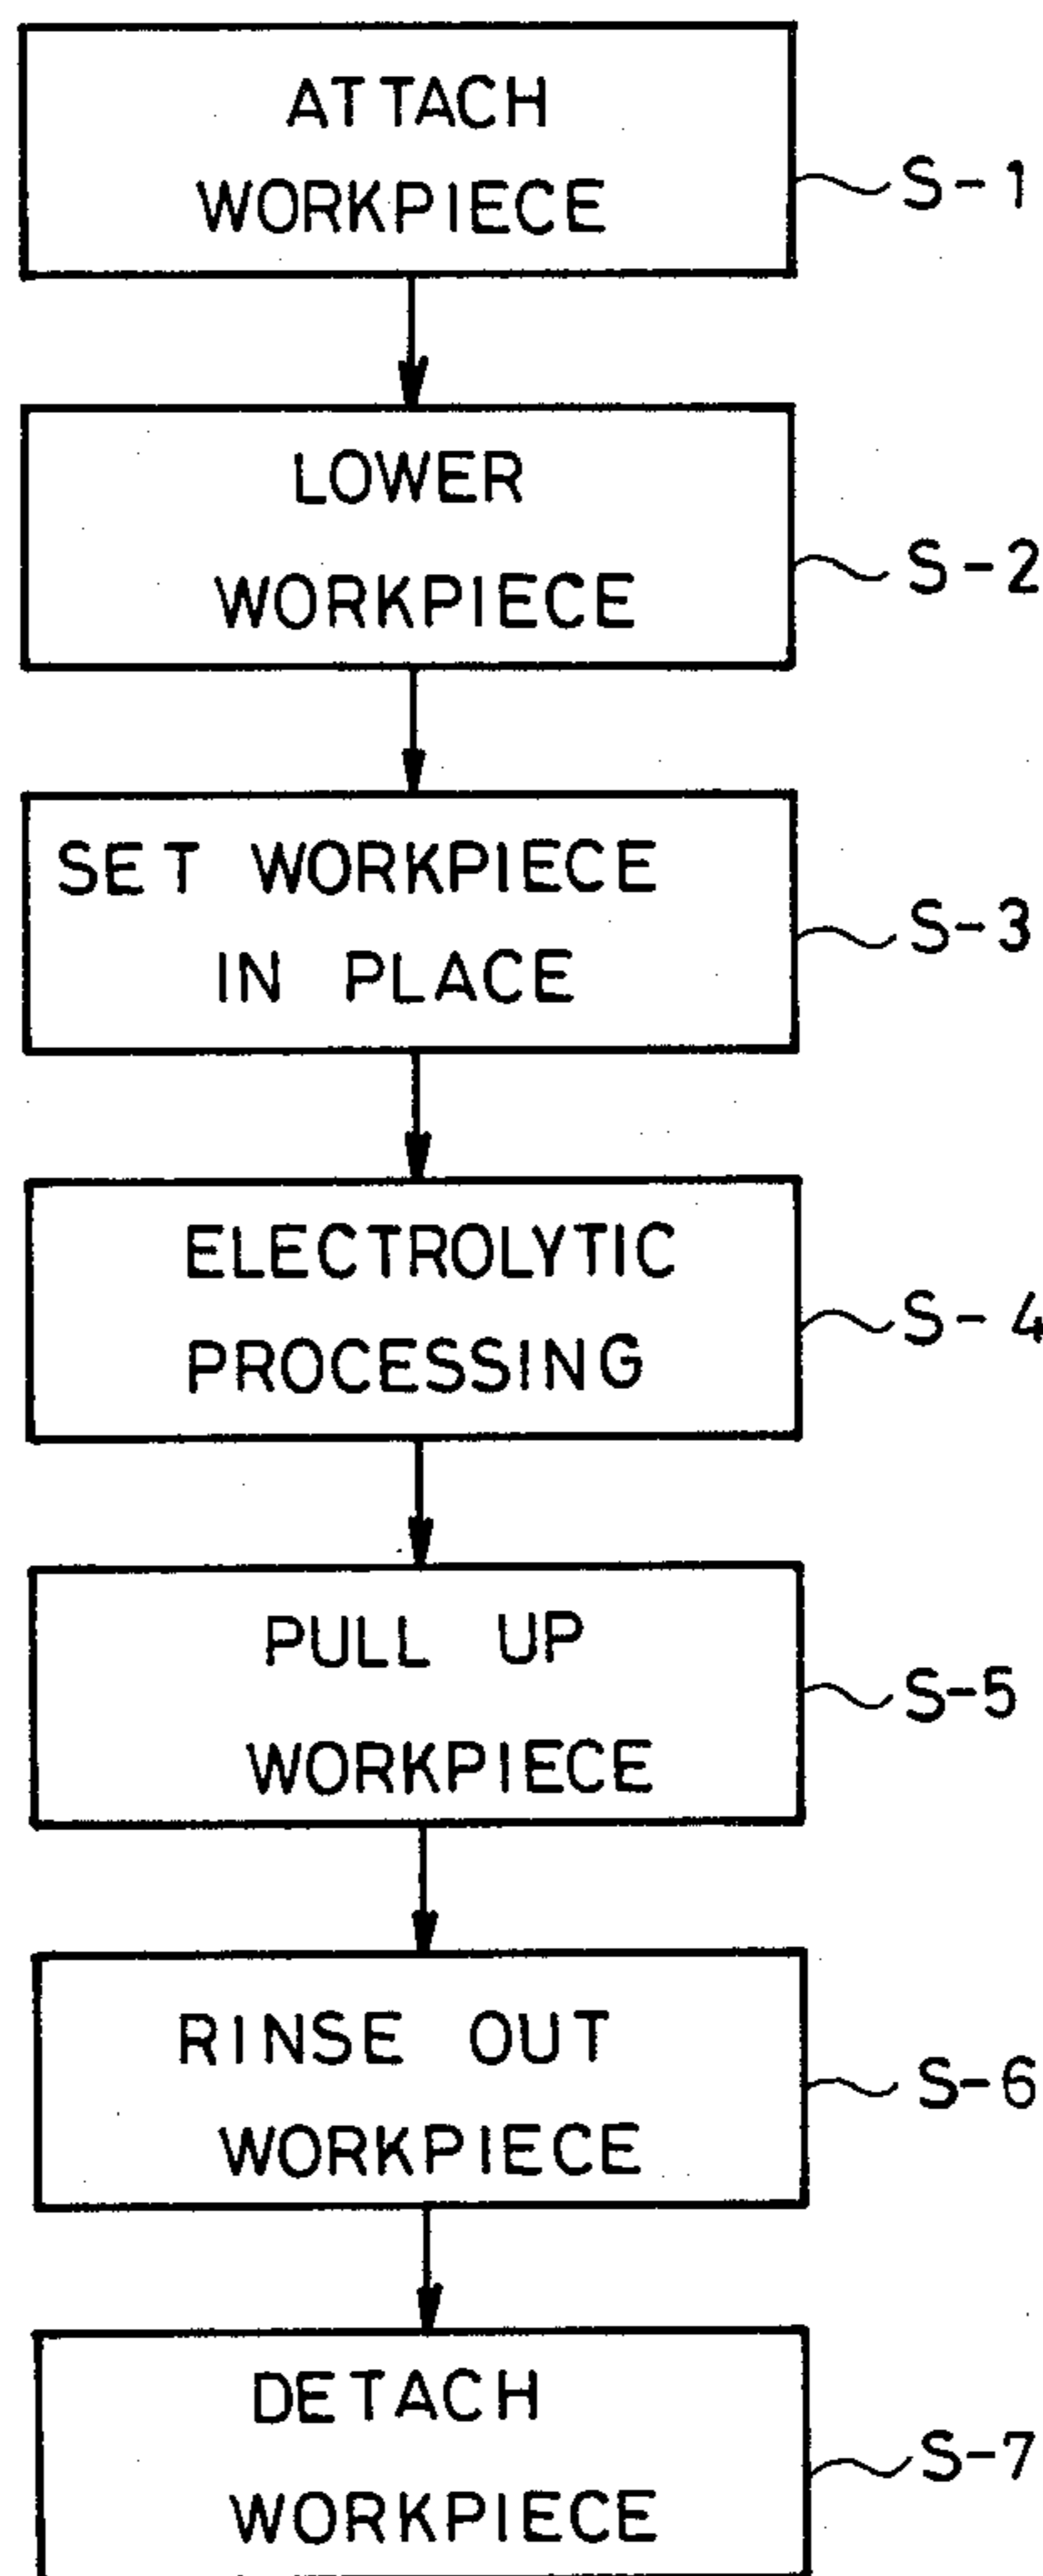 ATTACH
WORKPIECE
S-1
LOWER
WORKPIECE
S-2
SET WORKPIECE
IN PLACE
S-3
ELECTROLYTIC
PROCESSING
S-4
PULL UP
WORKPIECE
S-5
RINSE OUT
WORKPIECE
S-6
DETACH
WORKPIECE
S-7